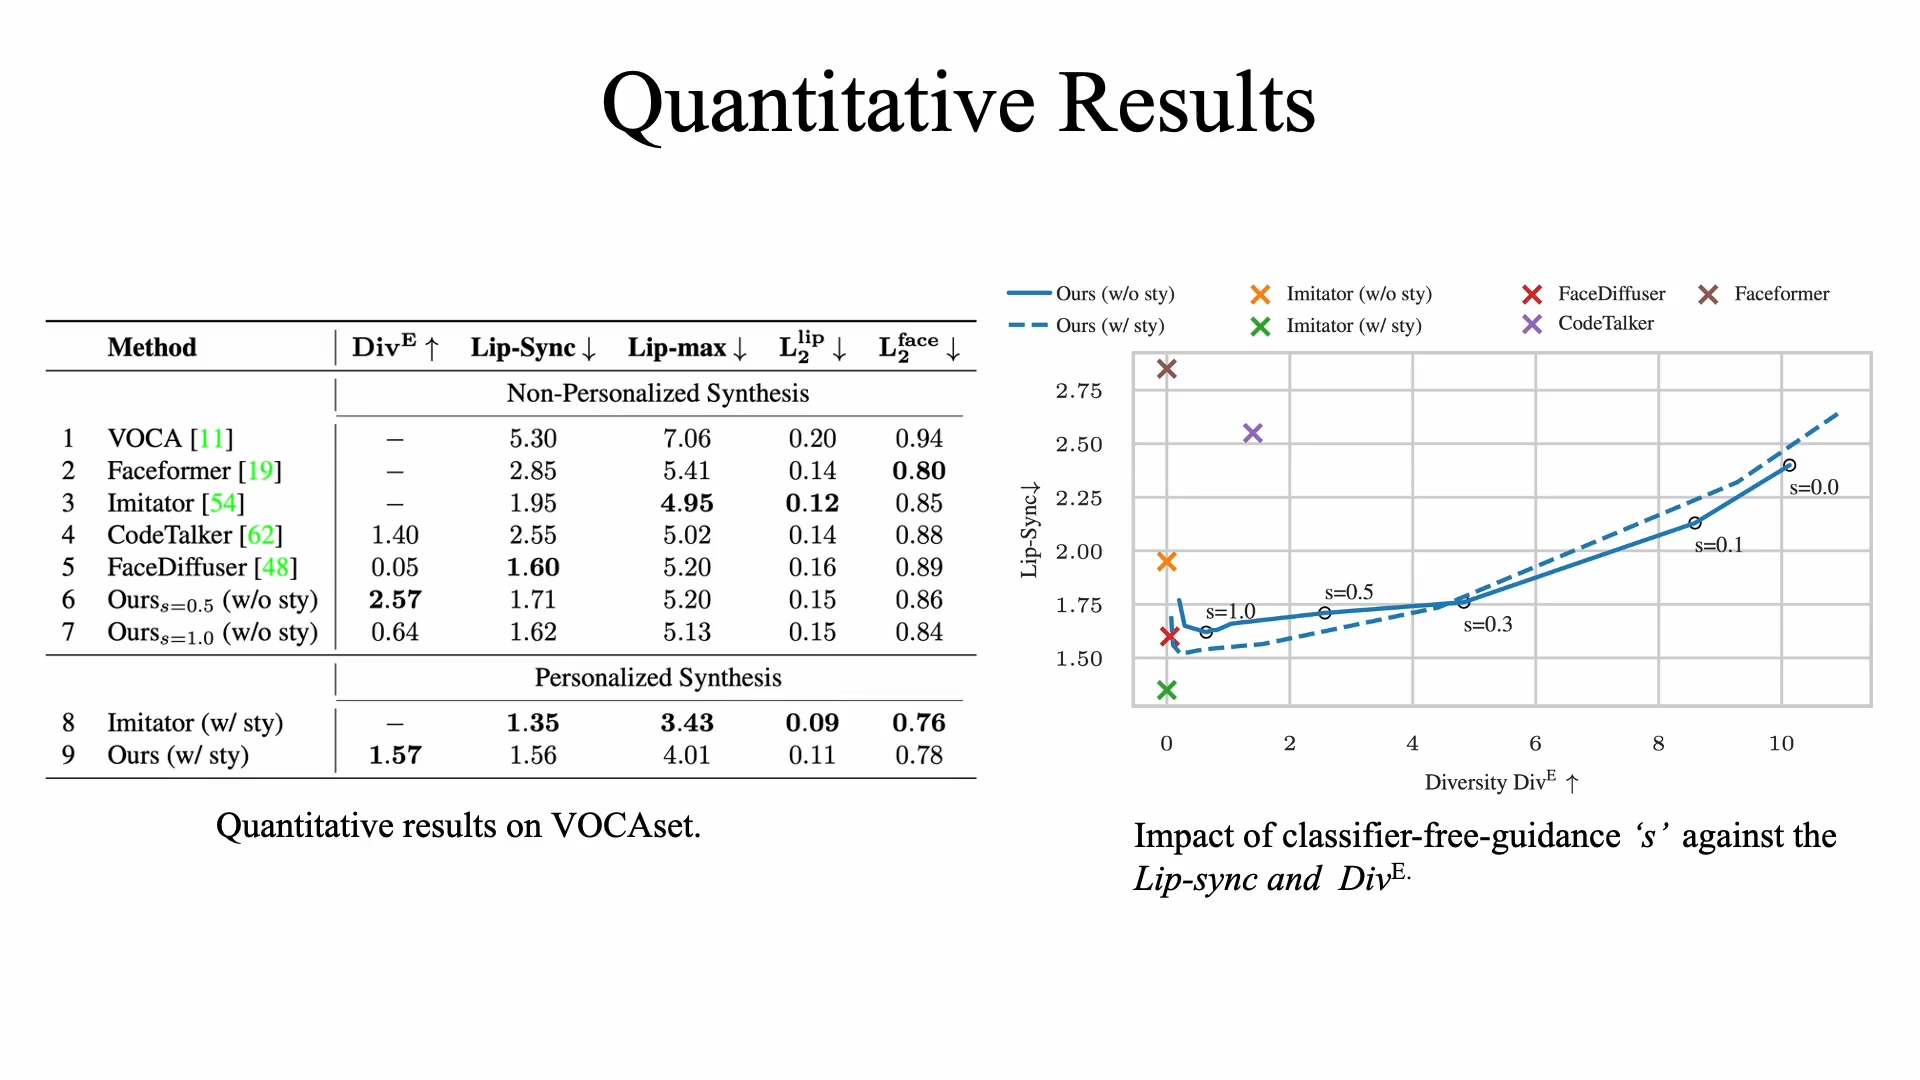 Quantitative Results
Method Div^E ↑ Lip-Sync ↓ Lip-max ↓ L_2^lip ↓ L_2^face ↓
Non-Personalized Synthesis
1 VOCA [11] – 5.30 7.06 0.20 0.94
2 Faceformer [19] – 2.85 5.41 0.14 0.80
3 Imitator [54] – 1.95 4.95 0.12 0.85
4 CodeTalker [62] 1.40 2.55 5.02 0.14 0.88
5 FaceDiffuser [48] 0.05 1.60 5.20 0.16 0.89
6 Ours_s=0.5 (w/o sty) 2.57 1.71 5.20 0.15 0.86
7 Ours_s=1.0 (w/o sty) 0.64 1.62 5.13 0.15 0.84
Personalized Synthesis
8 Imitator (w/ sty) – 1.35 3.43 0.09 0.76
9 Ours (w/ sty) 1.57 1.56 4.01 0.11 0.78
Quantitative results on VOCAset.
Ours (w/o sty) Imitator (w/o sty) FaceDiffuser Faceformer
Ours (w/ sty) Imitator (w/ sty) CodeTalker
Lip-Sync↓
2.75
2.50
2.25
2.00
1.75
1.50
s=0.0
s=0.1
s=0.5
s=1.0
s=0.3
0 2 4 6 8 10
Diversity Div^E ↑
Impact of classifier-free-guidance ‘s’ against the
Lip-sync and Div^E.